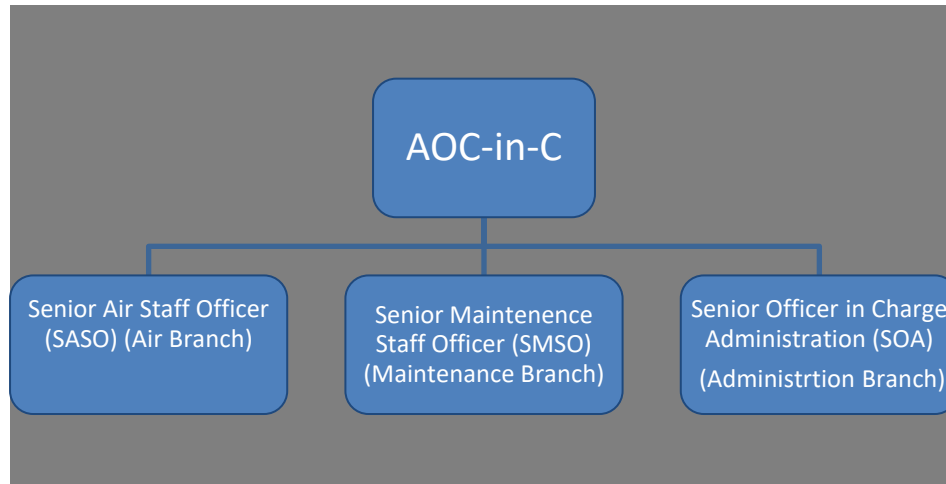 AOC-in-C
Senior Air Staff Officer
(SASO) (Air Branch)
Senior Maintenence
Staff Officer (SMSO)
(Maintenance Branch)
Senior Officer in Charge
Administration (SOA)
(Administrtion Branch)